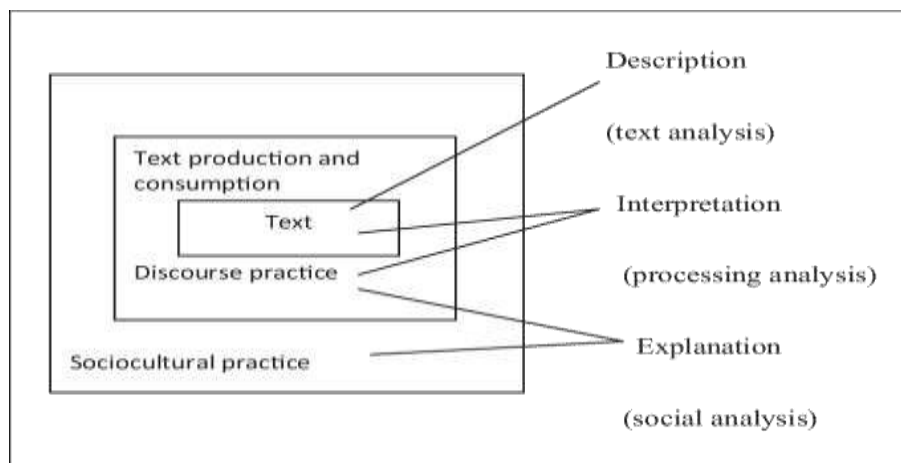 Description
(text analysis)
Text production and
consumption
Text
Interpretation
Discourse practice
(processing analysis)
Explanation
Sociocultural practice
(social analysis)